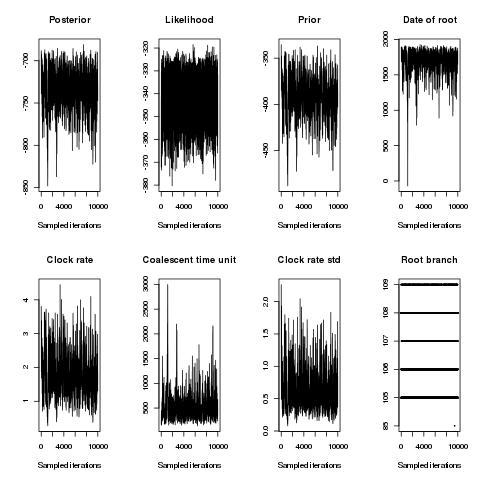 Posterior
Likelihood
Prior
Date of root
-700
-750
-800
-850
-320
-330
-340
-350
-360
-370
-380
-350
-400
-450
2000
1500
1000
500
0
0 4000 10000
0 4000 10000
0 4000 10000
0 4000 10000
Sampled iterations
Sampled iterations
Sampled iterations
Sampled iterations
Clock rate
Coalescent time unit
Clock rate std
Root branch
4
3
2
1
3000
2500
2000
1500
1000
500
2.0
1.5
1.0
0.5
0.0
109
108
107
106
105
85
0 4000 10000
0 4000 10000
0 4000 10000
0 4000 10000
Sampled iterations
Sampled iterations
Sampled iterations
Sampled iterations